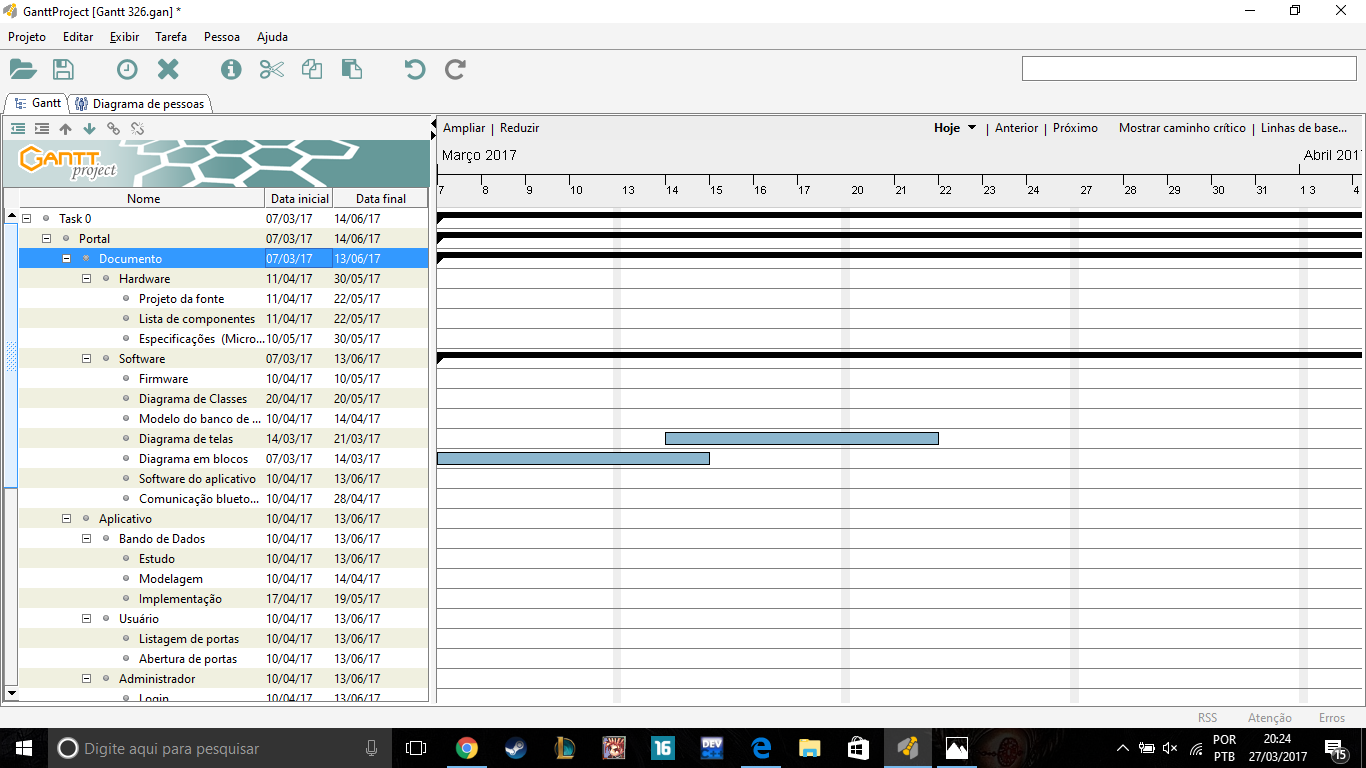 GanttProject [Gantt 326.gan] *
Projeto Editar Exibir Tarefa Pessoa Ajuda
Gantt Diagrama de pessoas
Ampliar | Reduzir Hoje | Anterior | Próximo Mostrar caminho crítico | Linhas de base...
GANTT project
Março 2017 Abril 201
7 8 9 10 13 14 15 16 17 20 21 22 23 24 27 28 29 30 31 1 3 4
Nome Data inicial Data final
Task 0 07/03/17 14/06/17
Portal 07/03/17 14/06/17
Documento 07/03/17 13/06/17
Hardware 11/04/17 30/05/17
Projeto da fonte 11/04/17 22/05/17
Lista de componentes 11/04/17 22/05/17
Especificações (Micro... 10/05/17 30/05/17
Software 07/03/17 13/06/17
Firmware 10/04/17 10/05/17
Diagrama de Classes 20/04/17 20/05/17
Modelo do banco de ... 10/04/17 14/04/17
Diagrama de telas 14/03/17 21/03/17
Diagrama em blocos 07/03/17 14/03/17
Software do aplicativo 10/04/17 13/06/17
Comunicação blueto... 10/04/17 28/04/17
Aplicativo 10/04/17 13/06/17
Bando de Dados 10/04/17 13/06/17
Estudo 10/04/17 13/06/17
Modelagem 10/04/17 14/04/17
Implementação 17/04/17 19/05/17
Usuário 10/04/17 13/06/17
Listagem de portas 10/04/17 13/06/17
Abertura de portas 10/04/17 13/06/17
Administrador 10/04/17 13/06/17
Login 10/04/17 13/06/17
RSS Atenção Erros
Digite aqui para pesquisar
16 DEV
POR 20:24
PTB 27/03/2017 15